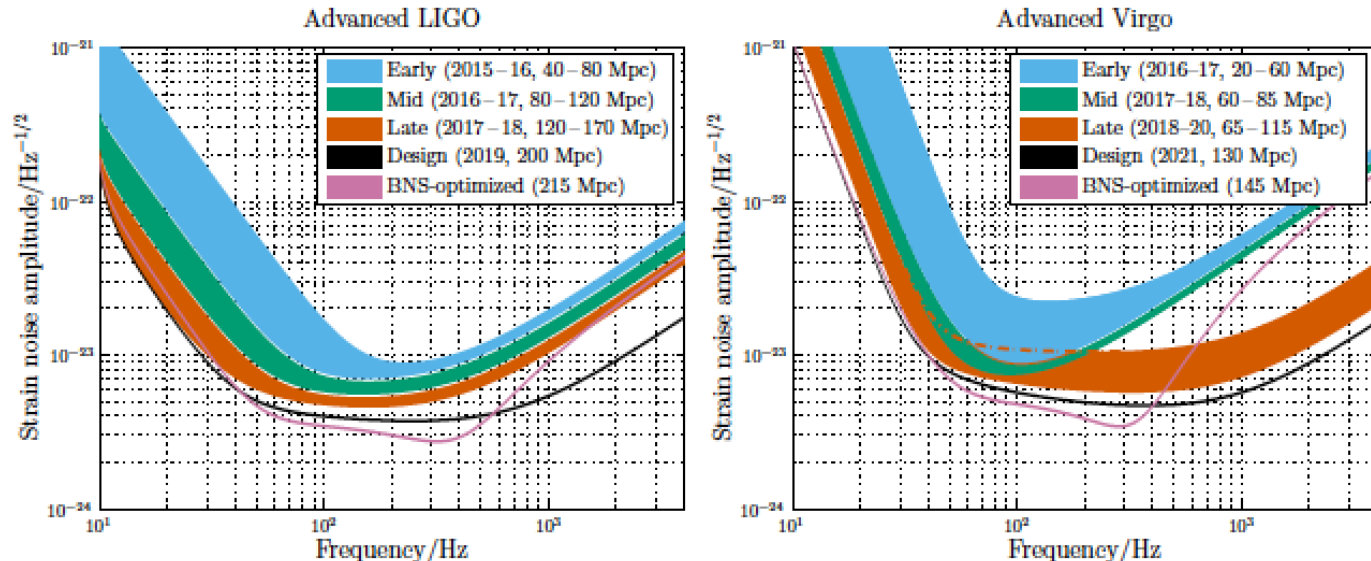 Advanced LIGO
Strain noise amplitude/Hz−1/2
10−21
10−22
10−23
10−24
Early (2015–16, 40–80 Mpc)
Mid (2016–17, 80–120 Mpc)
Late (2017–18, 120–170 Mpc)
Design (2019, 200 Mpc)
BNS-optimized (215 Mpc)
10¹ 10² 10³
Frequency/Hz
Advanced Virgo
Strain noise amplitude/Hz−1/2
10−21
10−22
10−23
10−24
Early (2016–17, 20–60 Mpc)
Mid (2017–18, 60–85 Mpc)
Late (2018–20, 65–115 Mpc)
Design (2021, 130 Mpc)
BNS-optimized (145 Mpc)
10¹ 10² 10³
Frequency/Hz